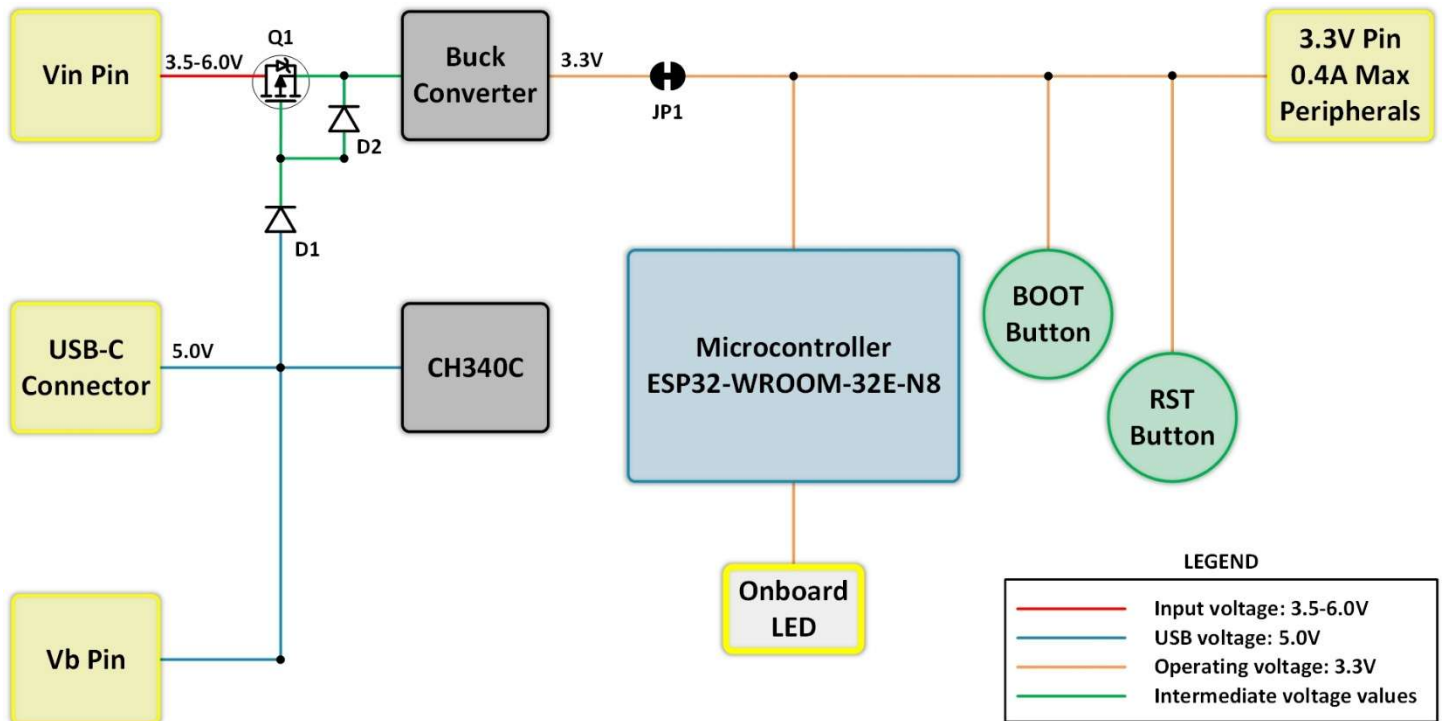 Vin Pin
3.5-6.0V
Q1
Buck
Converter
3.3V
JP1
3.3V Pin
0.4A Max
Peripherals
D2
D1
USB-C
Connector
5.0V
CH340C
Microcontroller
ESP32-WROOM-32E-N8
BOOT
Button
RST
Button
Onboard
LED
Vb Pin
LEGEND
Input voltage: 3.5-6.0V
USB voltage: 5.0V
Operating voltage: 3.3V
Intermediate voltage values